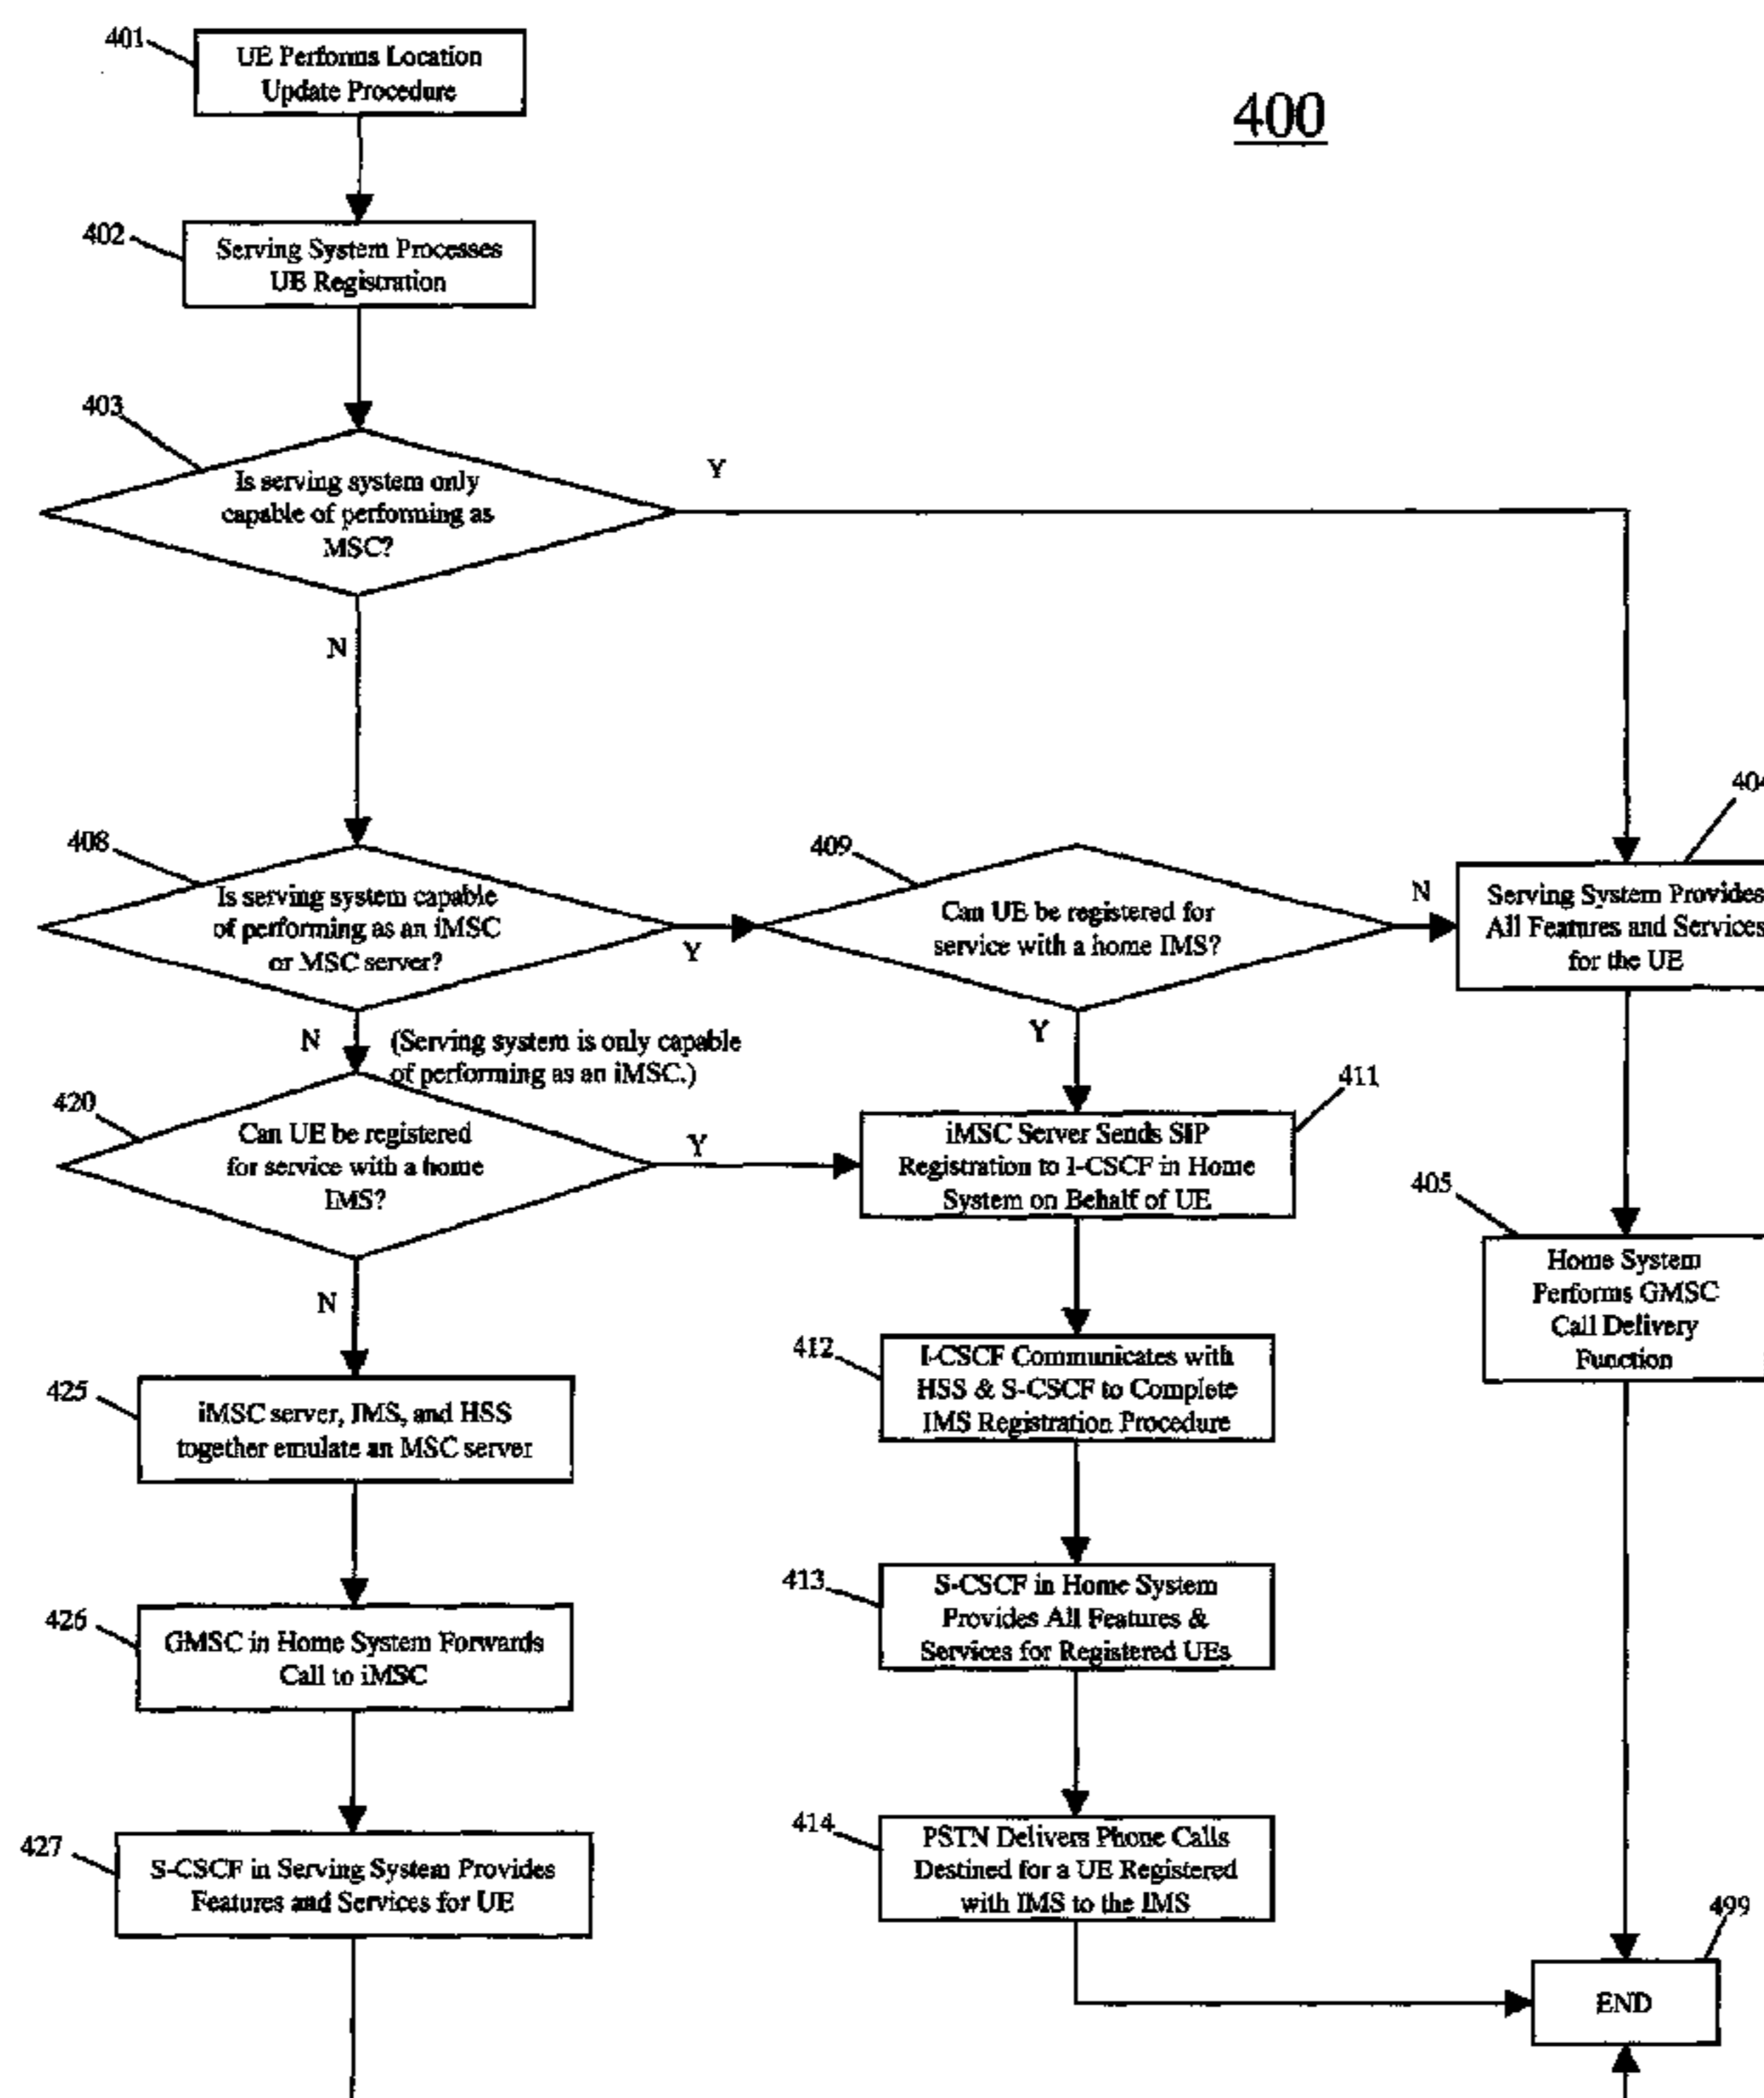 400
401
UE Performs Location
Update Procedure
402
Serving System Processes
UE Registration
403
Is serving system only
capable of performing as
MSC?
Y
N
408
Is serving system capable
of performing as an iMSC
or MSC server?
Y
N
(Serving system is only capable
of performing as an iMSC.)
409
Can UE be registered for
service with a home IMS?
N
Y
404
Serving System Provides
All Features and Services
for the UE
405
Home System
Performs GMSC
Call Delivery
Function
420
Can UE be registered
for service with a home
IMS?
Y
N
411
iMSC Server Sends SIP
Registration to I-CSCF in Home
System on Behalf of UE
412
I-CSCF Communicates with
HSS & S-CSCF to Complete
IMS Registration Procedure
413
S-CSCF in Home System
Provides All Features &
Services for Registered UEs
414
PSTN Delivers Phone Calls
Destined for a UE Registered
with IMS to the IMS
425
iMSC server, IMS, and HSS
together emulate an MSC server
426
GMSC in Home System Forwards
Call to iMSC
427
S-CSCF in Serving System Provides
Features and Services for UE
499
END